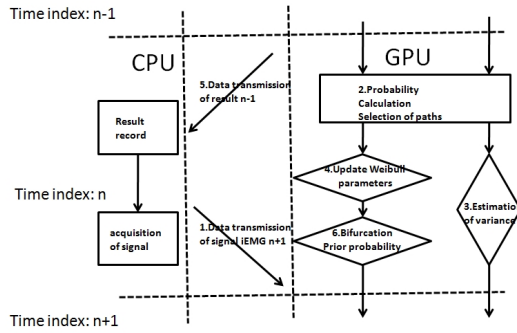 Time index: n-1
CPU
GPU
5.Data transmission
of result n-1
2.Probability
Calculation
Selection of paths
Result
record
4.Update Weibull
parameters
Time index: n
3.Estimatio
of variance
acquisition
of signal
1.Data transmission
of signal iEMG n+1
6.Bifurcation
Prior probability
Time index: n+1